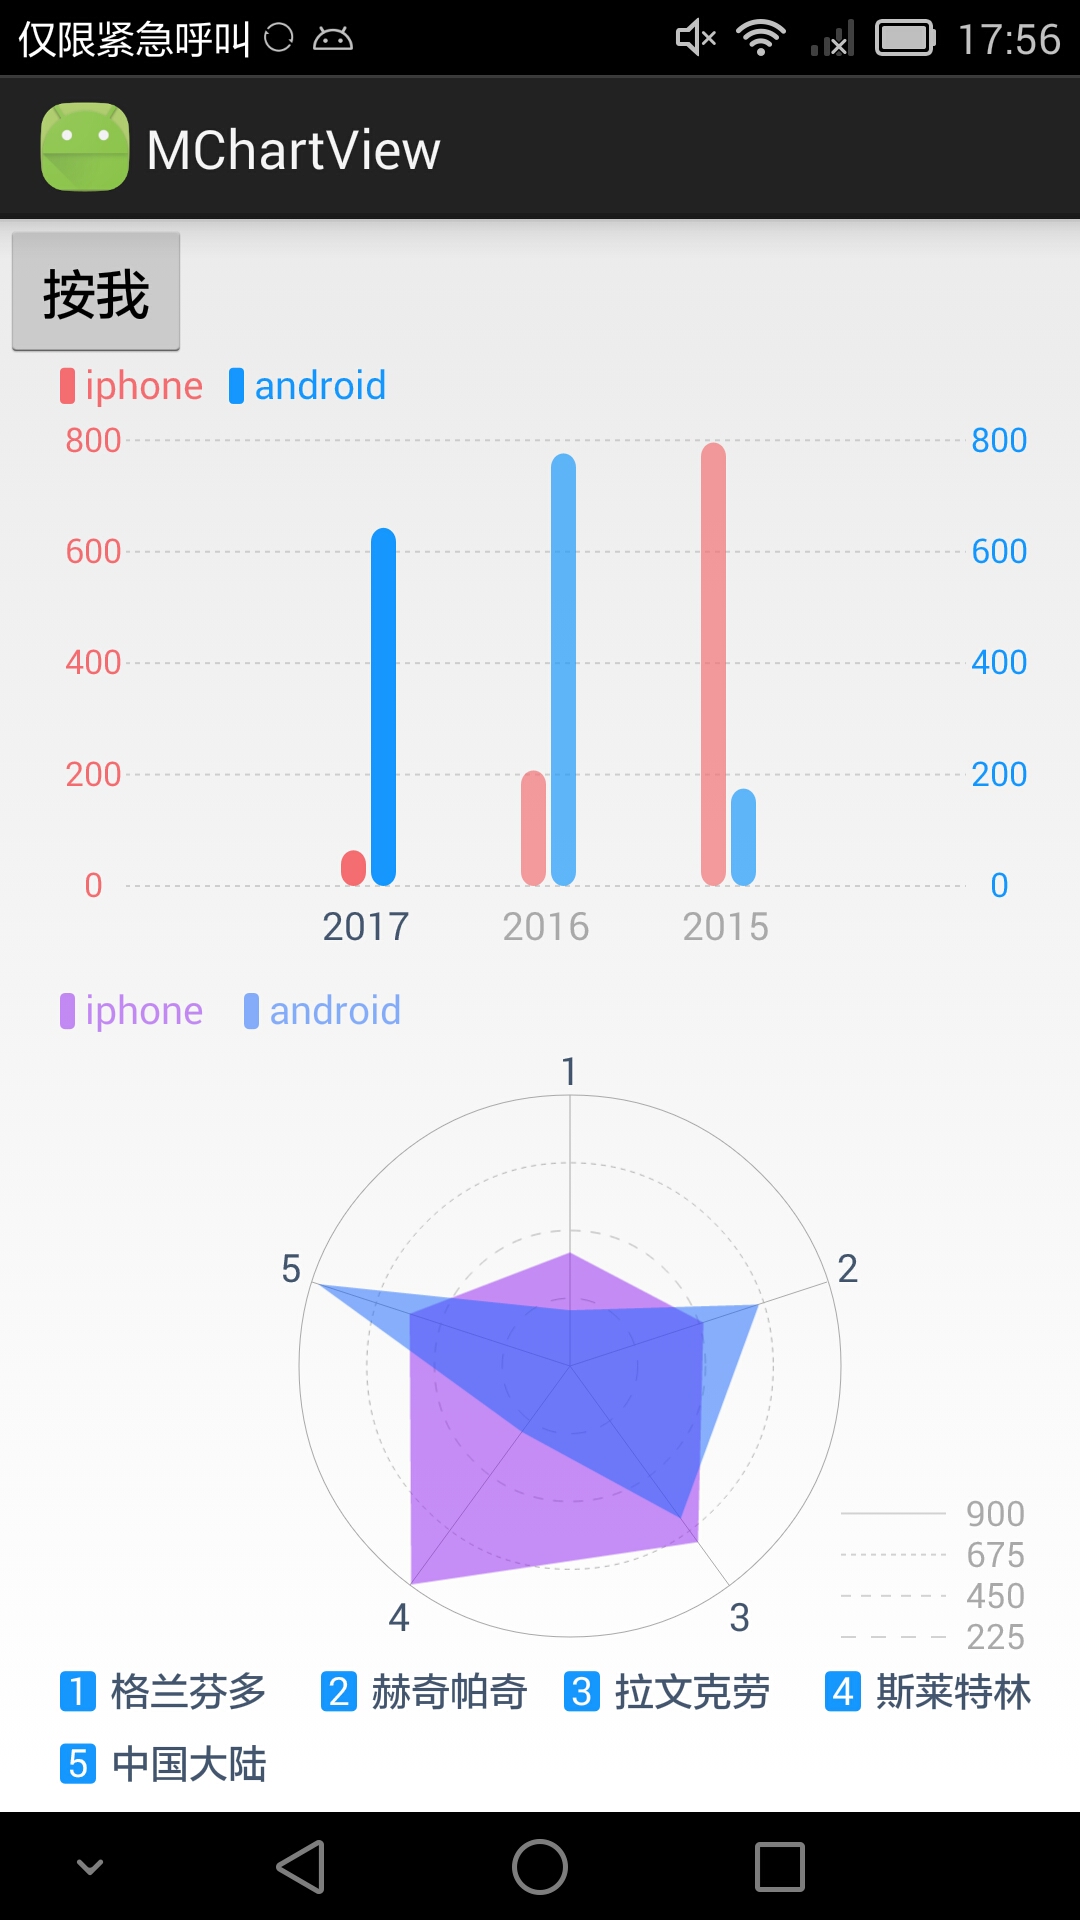 仅限紧急呼叫 17:56
MChartView
按我
iphone android
800 800
600 600
400 400
200 200
0 0
2017 2016 2015
iphone android
1
5 2
900
675
450
4 3
225
1 格兰芬多 2 赫奇帕奇 3 拉文克劳 4 斯莱特林
5 中国大陆